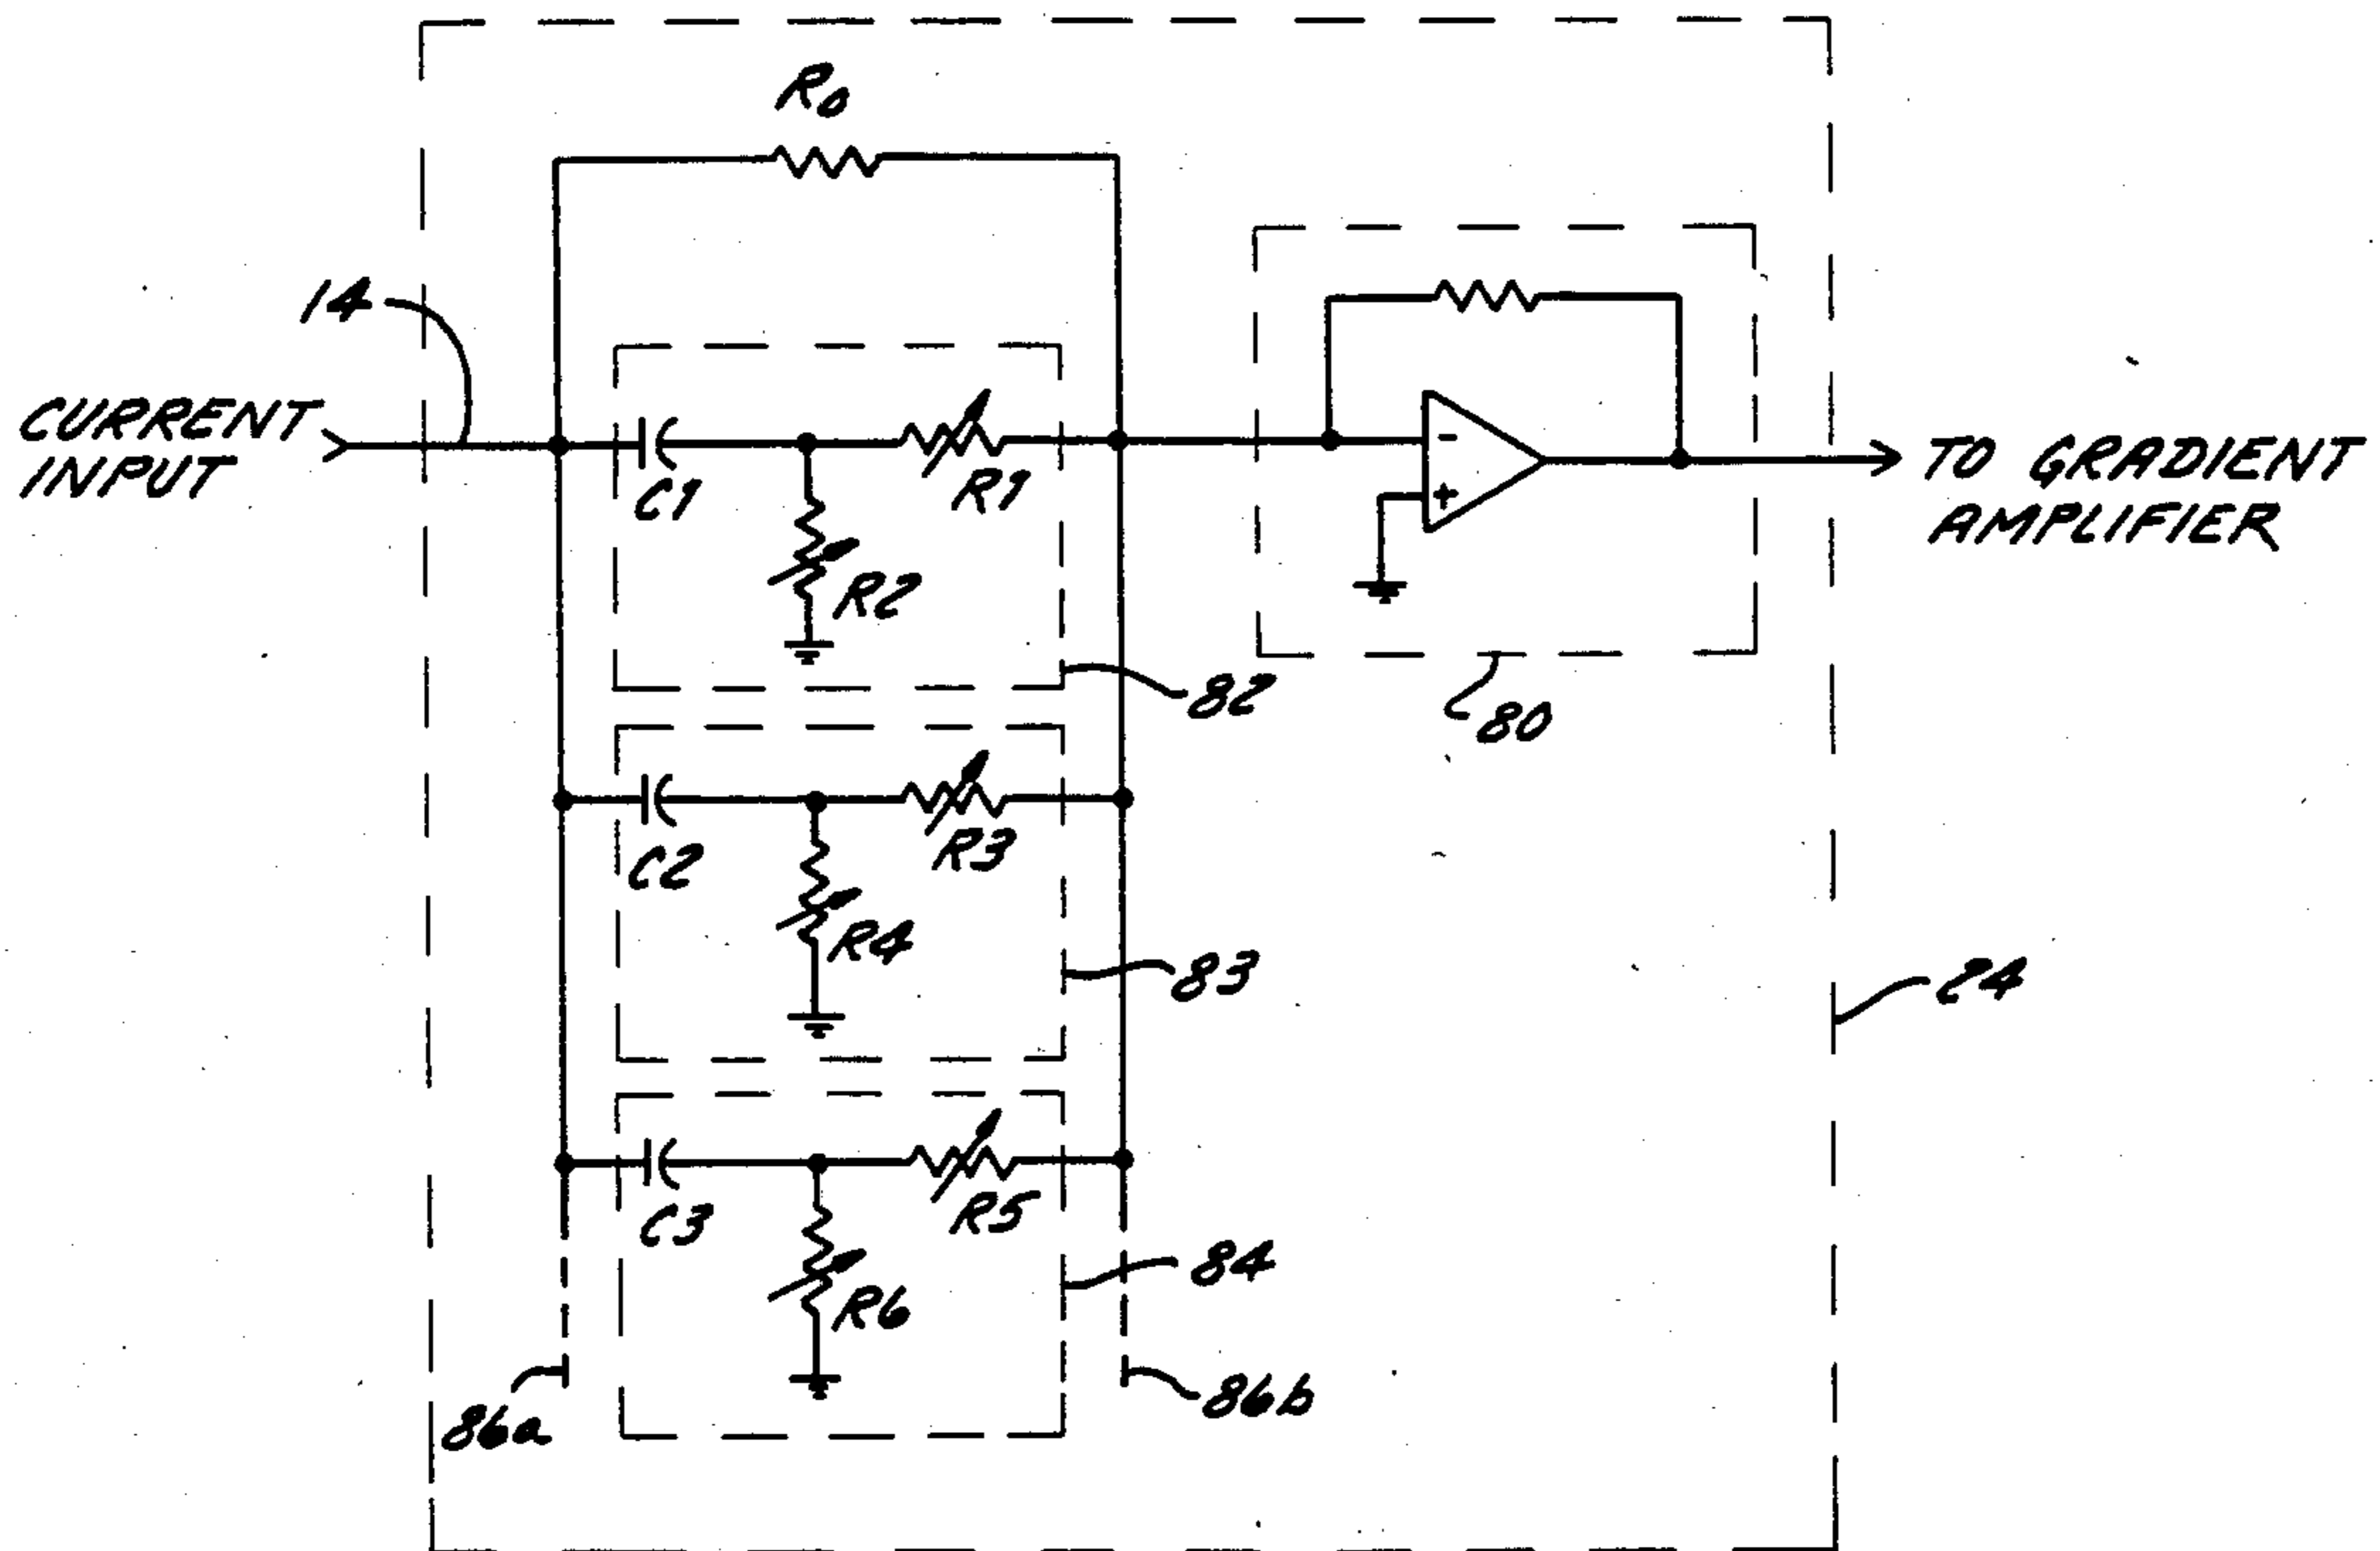 R0
14
CURRENT
INPUT
C1
R1
R2
-
+
TO GRADIENT
AMPLIFIER
82
80
C2
R3
R4
83
24
C3
R5
R6
84
86a
86b